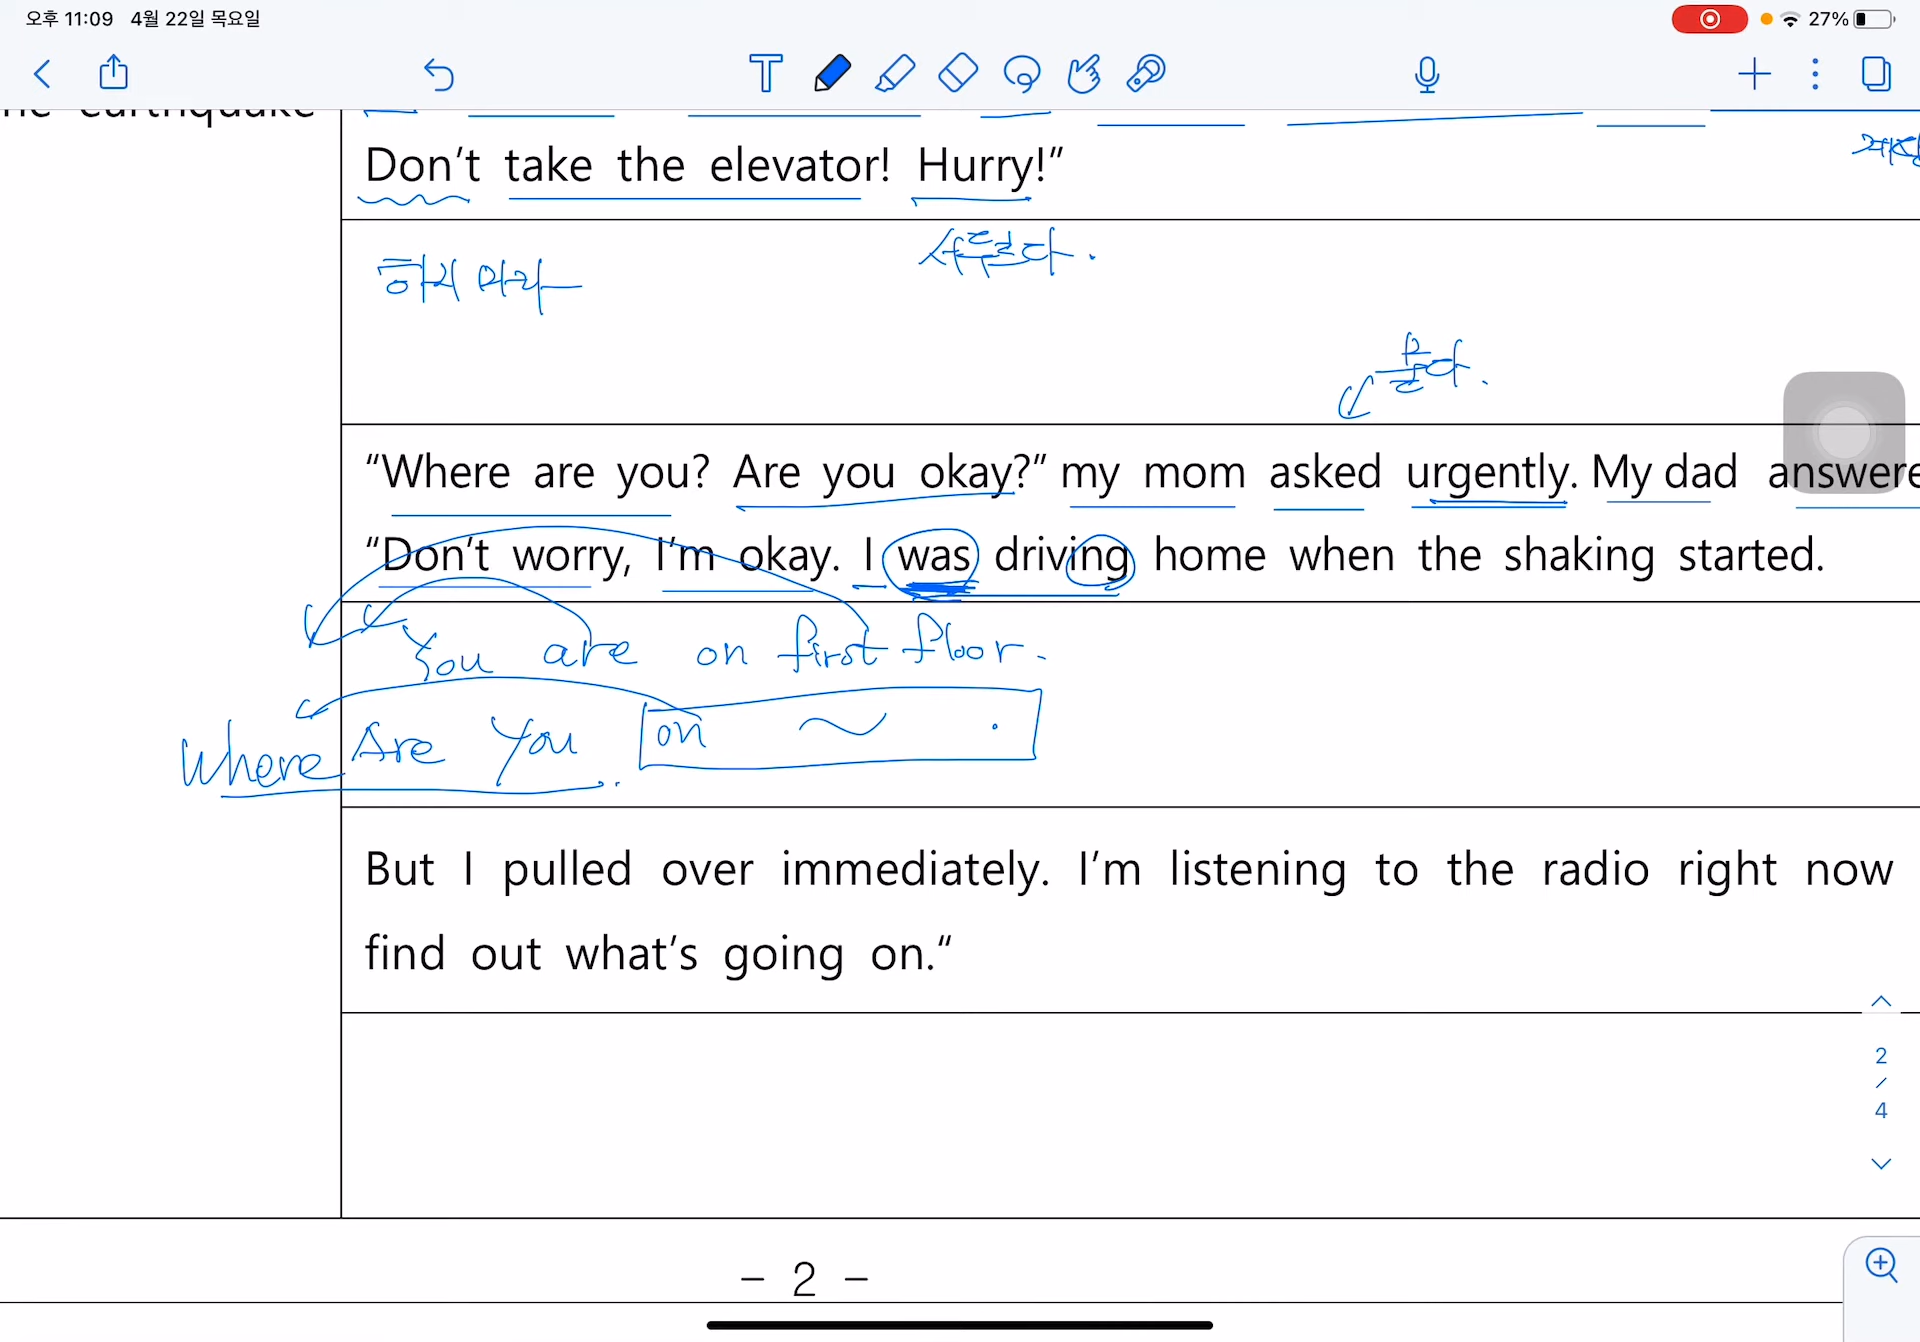 오후 11:09 4월 22일 목요일
27%
earthquake
Don't take the elevator! Hurry!”
하지 마라
서두르다.
묻다.
“Where are you? Are you okay?” my mom asked urgently. My dad answere
“Don't worry, I'm okay. I was driving home when the shaking started.
You are on first floor.
Where Are You on ~ .
But I pulled over immediately. I'm listening to the radio right now
find out what's going on.“
2
/
4
- 2 -